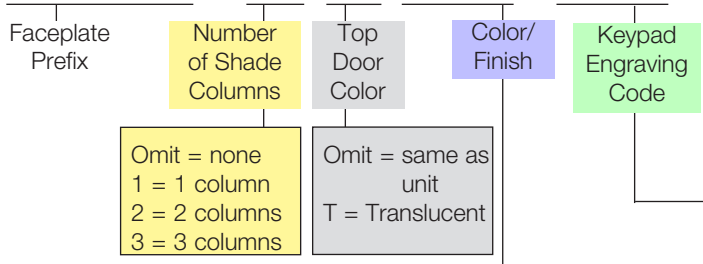 Faceplate
Prefix
Number
of Shade
Columns
Top
Door
Color
Color/
Finish
Keypad
Engraving
Code
Omit = none
1 = 1 column
2 = 2 columns
3 = 3 columns
Omit = same as
unit
T = Translucent